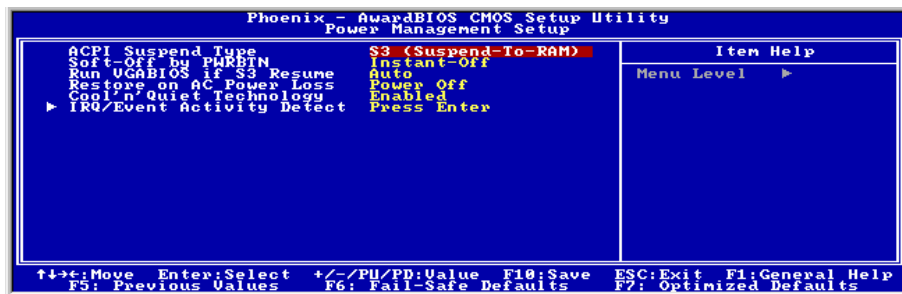 Phoenix - AwardBIOS CMOS Setup Utility
Power Management Setup
ACPI Suspend Type S3 (Suspend-To-RAM)
Soft-Off by PWRBTN Instant-Off
Run VGABIOS if S3 Resume Auto
Restore on AC Power Loss Power Off
Cool'n'Quiet Technology Enabled
► IRQ/Event Activity Detect Press Enter
Item Help
Menu Level ►
↑↓→←:Move Enter:Select +/-/PU/PD:Value F10:Save ESC:Exit F1:General Help
F5: Previous Values F6: Fail-Safe Defaults F7: Optimized Defaults